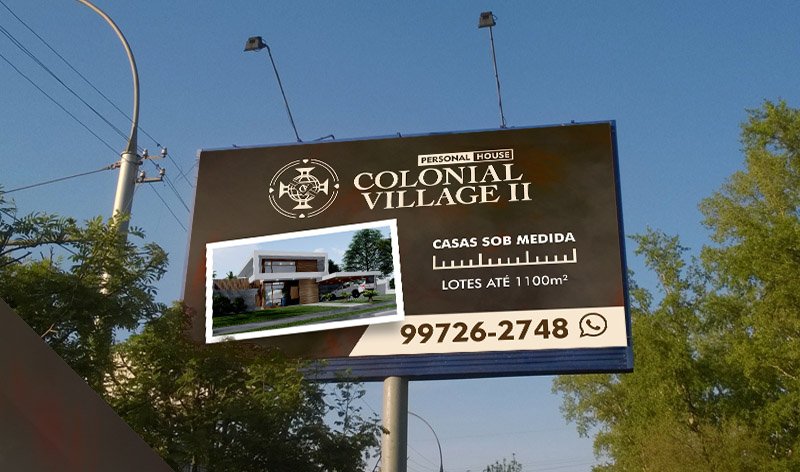 PERSONAL HOUSE
COLONIAL
VILLAGE II
CASAS SOB MEDIDA
LOTES ATÉ 1100m²
99726-2748